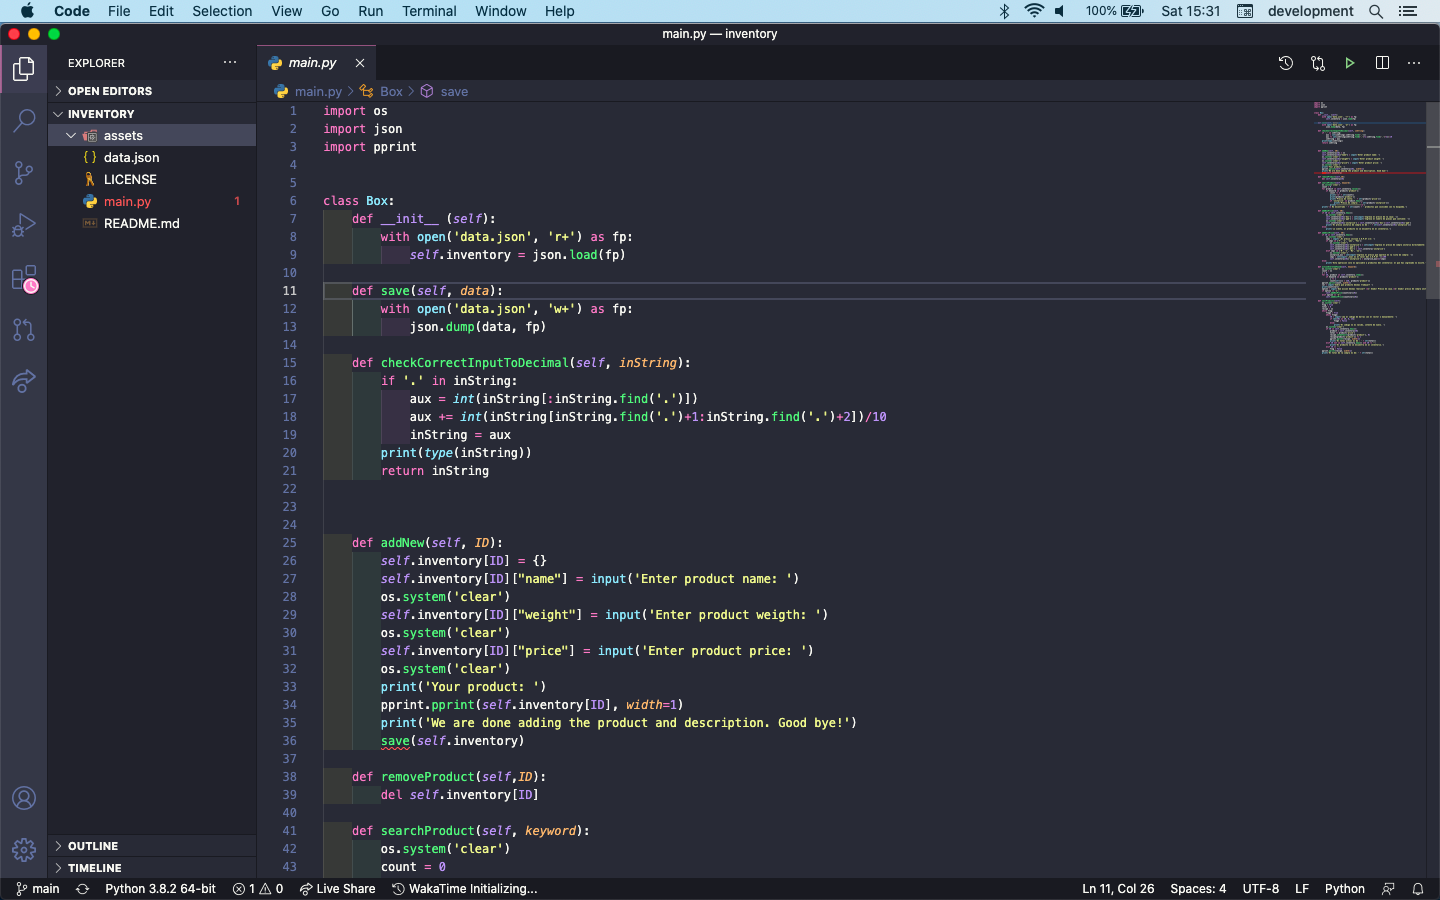 Code File Edit Selection View Go Run Terminal Window Help 100% Sat 15:31 development
main.py — inventory
EXPLORER
OPEN EDITORS
INVENTORY
assets
{ } data.json
LICENSE
main.py 1
README.md
OUTLINE
TIMELINE
main.py
main.py > Box > save
1 import os
2 import json
3 import pprint
4
5
6 class Box:
7 def __init__ (self):
8 with open('data.json', 'r+') as fp:
9 self.inventory = json.load(fp)
10
11 def save(self, data):
12 with open('data.json', 'w+') as fp:
13 json.dump(data, fp)
14
15 def checkCorrectInputToDecimal(self, inString):
16 if '.' in inString:
17 aux = int(inString[:inString.find('.')])
18 aux += int(inString[inString.find('.')+1:inString.find('.')+2])/10
19 inString = aux
20 print(type(inString))
21 return inString
22
23
24
25 def addNew(self, ID):
26 self.inventory[ID] = {}
27 self.inventory[ID]["name"] = input('Enter product name: ')
28 os.system('clear')
29 self.inventory[ID]["weight"] = input('Enter product weigth: ')
30 os.system('clear')
31 self.inventory[ID]["price"] = input('Enter product price: ')
32 os.system('clear')
33 print('Your product: ')
34 pprint.pprint(self.inventory[ID], width=1)
35 print('We are done adding the product and description. Good bye!')
36 save(self.inventory)
37
38 def removeProduct(self,ID):
39 del self.inventory[ID]
40
41 def searchProduct(self, keyword):
42 os.system('clear')
43 count = 0
main Python 3.8.2 64-bit 1 0 Live Share WakaTime Initializing... Ln 11, Col 26 Spaces: 4 UTF-8 LF Python